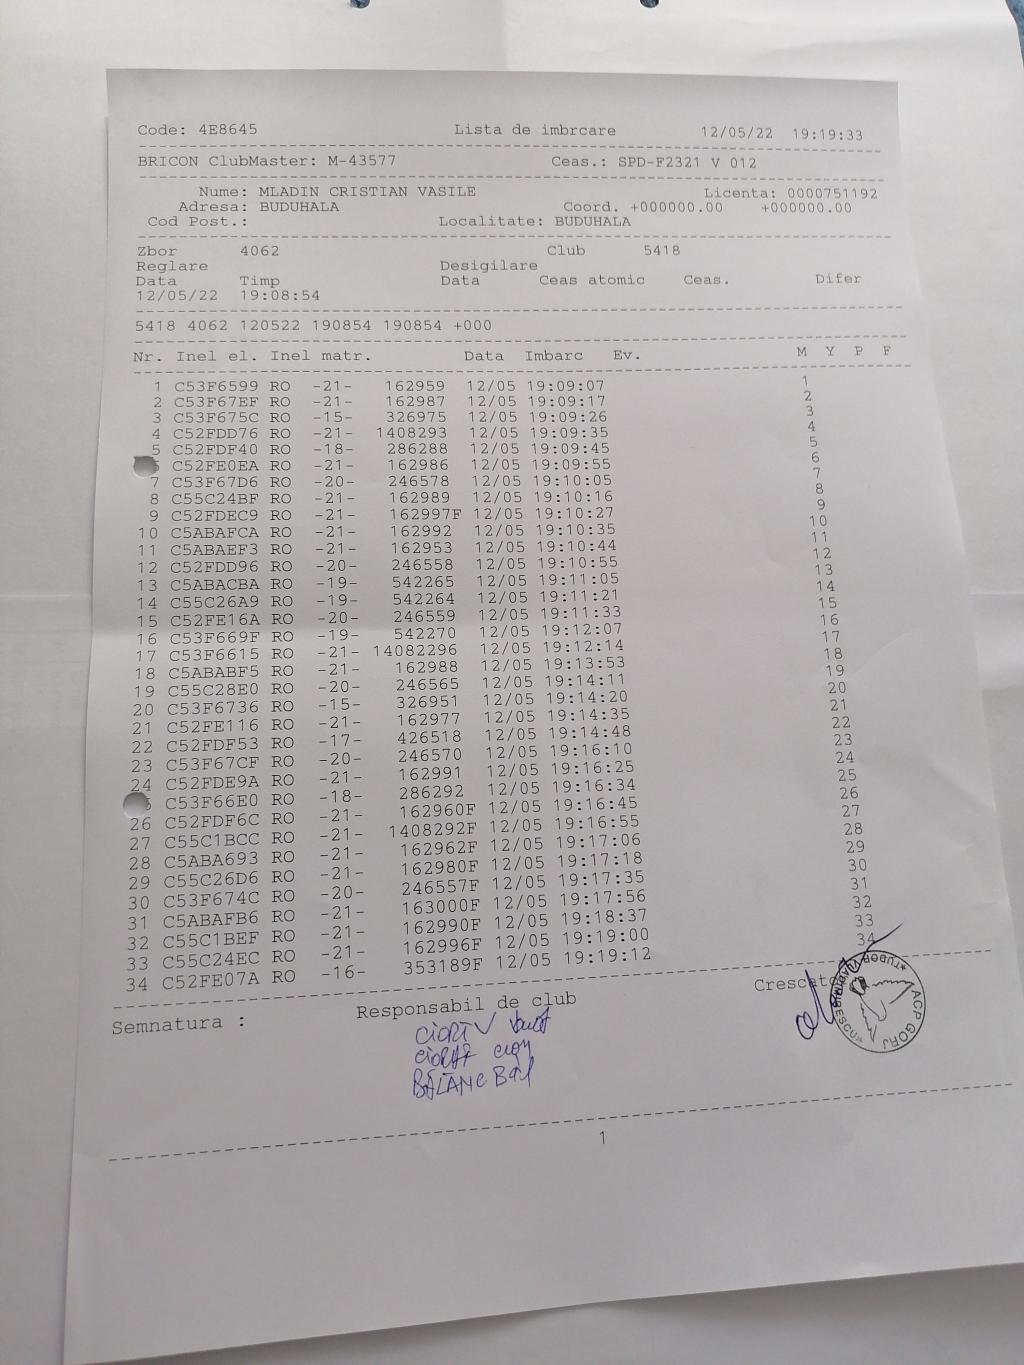 Code: 4E8645 Lista de imbrcare 12/05/22 19:19:33
BRICON ClubMaster: M-43577 Ceas.: SPD-F2321 V 012
Nume: MLADIN CRISTIAN VASILE Licenta: 0000751192
Adresa: BUDUHALA Coord. +000000.00 +000000.00
Cod Post.: Localitate: BUDUHALA
Zbor 4062 Club 5418
Reglare Desigilare
Data Timp Data Ceas atomic Ceas. Difer
12/05/22 19:08:54
5418 4062 120522 190854 190854 +000
Nr. Inel el. Inel matr. Data Imbarc Ev. M Y P F
1 C53F6599 RO -21- 162959 12/05 19:09:07 1
2 C53F67EF RO -21- 162987 12/05 19:09:17 2
3 C53F675C RO -15- 326975 12/05 19:09:26 3
4 C52FDD76 RO -21- 1408293 12/05 19:09:35 4
5 C52FDF40 RO -18- 286288 12/05 19:09:45 5
C52FE0EA RO -21- 162986 12/05 19:09:55 6
7 C53F67D6 RO -20- 246578 12/05 19:10:05 7
8 C55C24BF RO -21- 162989 12/05 19:10:16 8
9 C52FDEC9 RO -21- 162997F 12/05 19:10:27 9
10 C5ABAFCA RO -21- 162992 12/05 19:10:35 10
11 C5ABAEF3 RO -21- 162953 12/05 19:10:44 11
12 C52FDD96 RO -20- 246558 12/05 19:10:55 12
13 C5ABACBA RO -19- 542265 12/05 19:11:05 13
14 C55C26A9 RO -19- 542264 12/05 19:11:21 14
15 C52FE16A RO -20- 246559 12/05 19:11:33 15
16 C53F669F RO -19- 542270 12/05 19:12:07 16
17 C53F6615 RO -21- 14082296 12/05 19:12:14 17
18 C5ABABF5 RO -21- 162988 12/05 19:13:53 18
19 C55C28E0 RO -20- 246565 12/05 19:14:11 19
20 C53F6736 RO -15- 326951 12/05 19:14:20 20
21 C52FE116 RO -21- 162977 12/05 19:14:35 21
22 C52FDF53 RO -17- 426518 12/05 19:14:48 22
23 C53F67CF RO -20- 246570 12/05 19:16:10 23
24 C52FDE9A RO -21- 162991 12/05 19:16:25 24
C53F66E0 RO -18- 286292 12/05 19:16:34 25
26 C52FDF6C RO -21- 162960F 12/05 19:16:45 26
27 C55C1BCC RO -21- 1408292F 12/05 19:16:55 27
28 C5ABA693 RO -21- 162962F 12/05 19:17:06 28
29 C55C26D6 RO -21- 162980F 12/05 19:17:18 29
30 C53F674C RO -20- 246557F 12/05 19:17:35 30
31 C5ABAFB6 RO -21- 163000F 12/05 19:17:56 31
32 C55C1BEF RO -21- 162990F 12/05 19:18:37 32
33 C55C24EC RO -21- 162996F 12/05 19:19:00 33
34 C52FE07A RO -16- 353189F 12/05 19:19:12 34
Semnatura : Responsabil de club Crescato
ACP GORJ
TUDOR VLADIMIRESCU
1